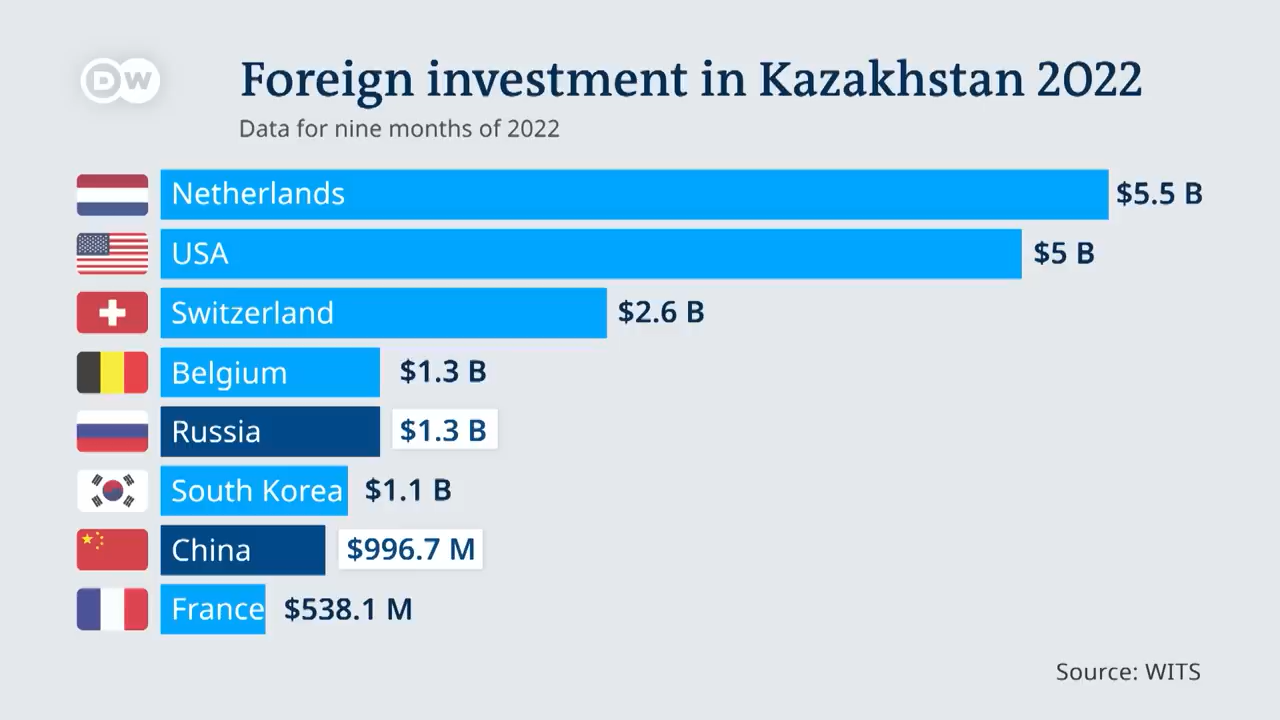 DW
Foreign investment in Kazakhstan 2022
Data for nine months of 2022
Netherlands $5.5 B
USA $5 B
Switzerland $2.6 B
Belgium $1.3 B
Russia $1.3 B
South Korea $1.1 B
China $996.7 M
France $538.1 M
Source: WITS